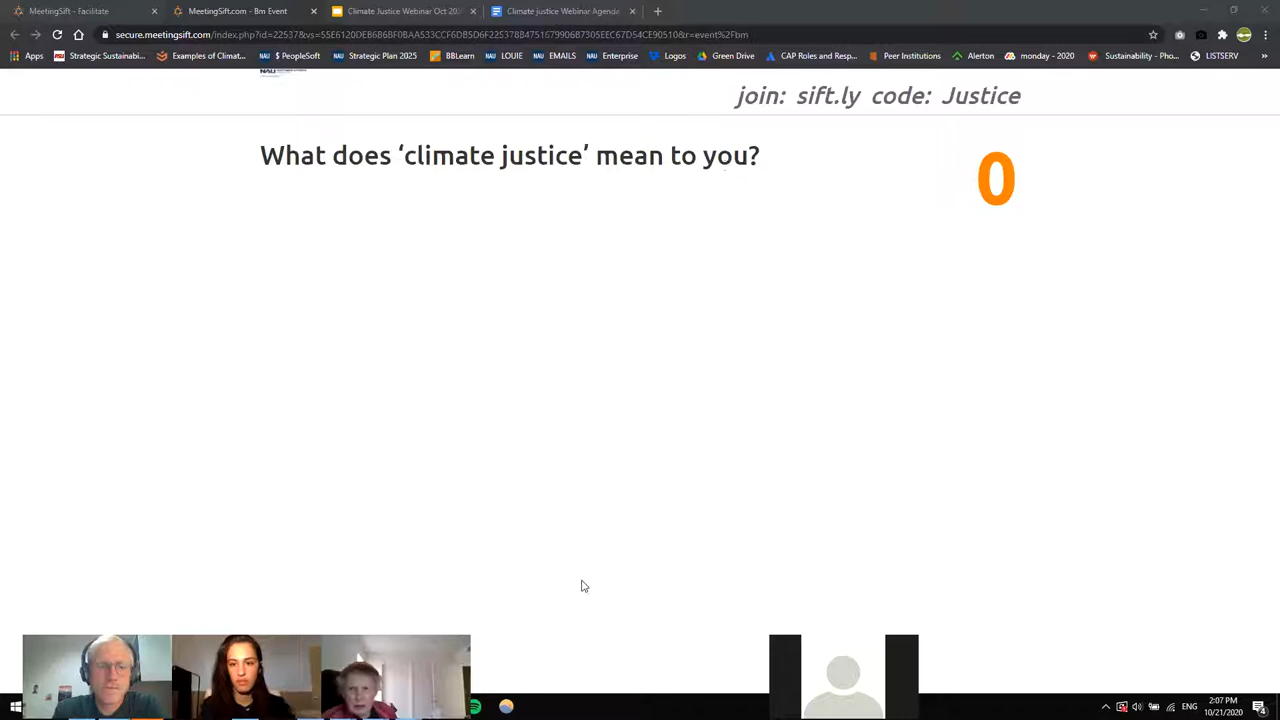 MeetingSift - Facilitate
MeetingSift.com - Bm Event
Climate Justice Webinar Oct 202
Climate justice Webinar Agenda
secure.meetingsift.com/index.php?id=22537&vs=55E6120DEB6B6BF0BAA533CCF6DB5D6F225378B4751679906B7305EEC67D54CE90510&r=event%2Fbm
Apps
Strategic Sustainabi...
Examples of Climat...
$ PeopleSoft
Strategic Plan 2025
BBLearn
LOUIE
EMAILS
Enterprise
Logos
Green Drive
CAP Roles and Resp...
Peer Institutions
Alerton
monday - 2020
Sustainability - Pho...
LISTSERV
NAU
join: sift.ly code: Justice
What does ‘climate justice’ mean to you?
0
ENG
2:07 PM
10/21/2020